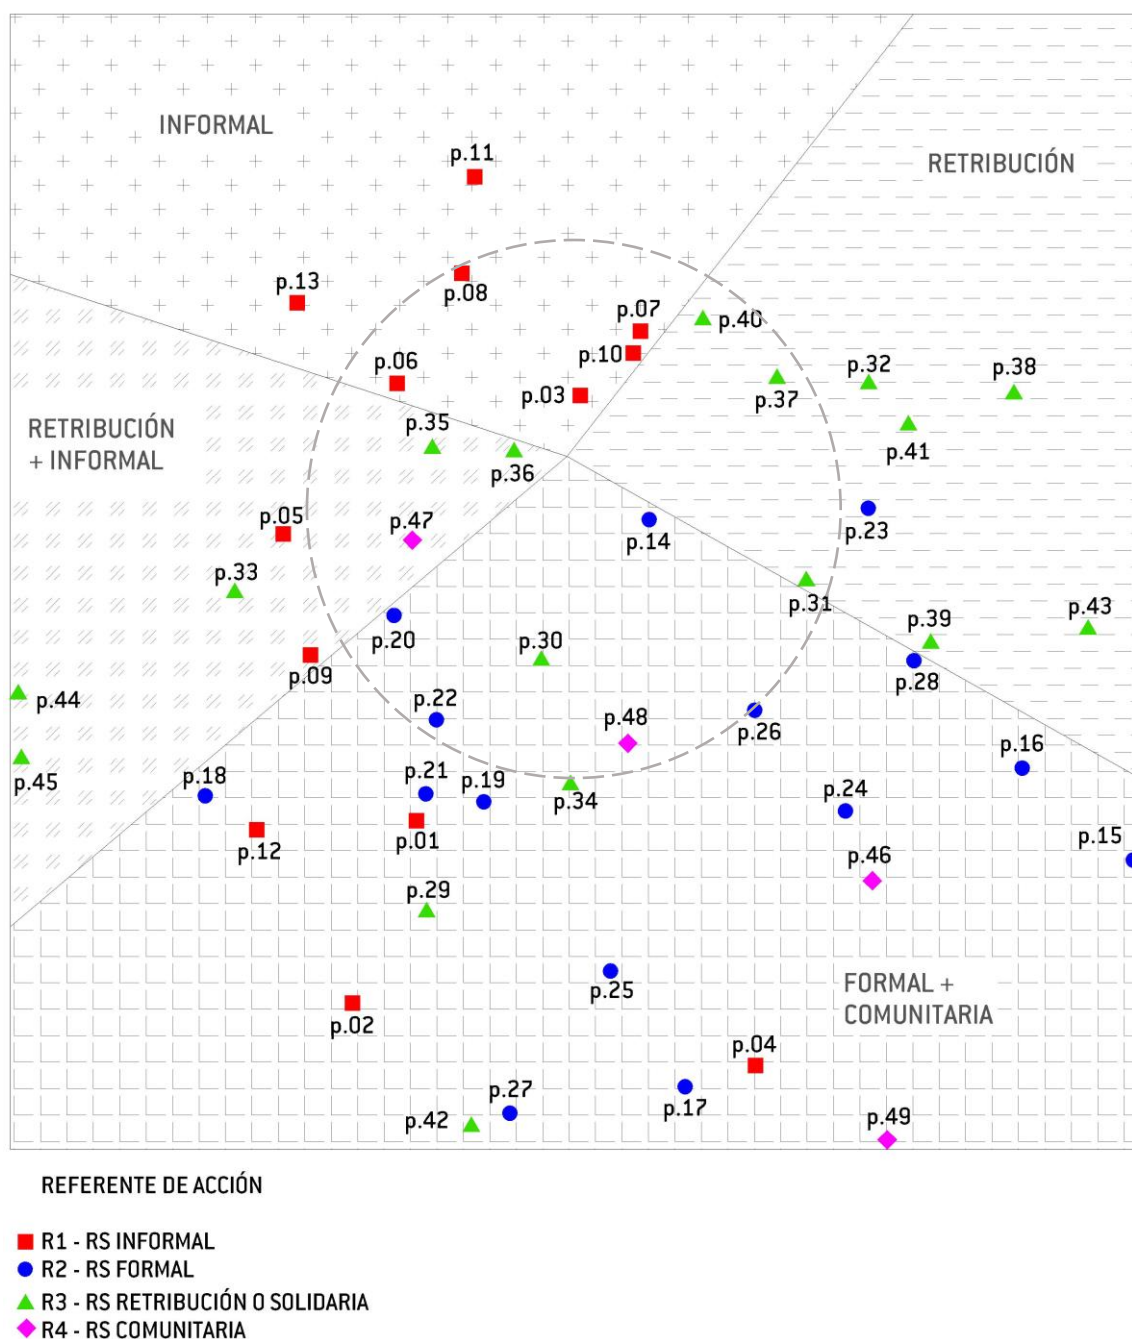 INFORMAL
p.11
RETRIBUCIÓN
p.13
p.08
p.07
p.40
p.10
p.06
p.32
p.38
p.03
p.37
p.35
p.41
RETRIBUCIÓN
+ INFORMAL
p.36
p.05
p.47
p.14
p.23
p.33
p.31
p.43
p.39
p.20
p.30
p.09
p.28
p.44
p.22
p.48
p.26
p.16
p.45
p.18
p.21
p.19
p.34
p.24
p.12
p.01
p.15
p.46
p.29
FORMAL +
COMUNITARIA
p.25
p.02
p.04
p.27
p.17
p.42
p.49
REFERENTE DE ACCIÓN
R1 - RS INFORMAL
R2 - RS FORMAL
R3 - RS RETRIBUCIÓN O SOLIDARIA
R4 - RS COMUNITARIA